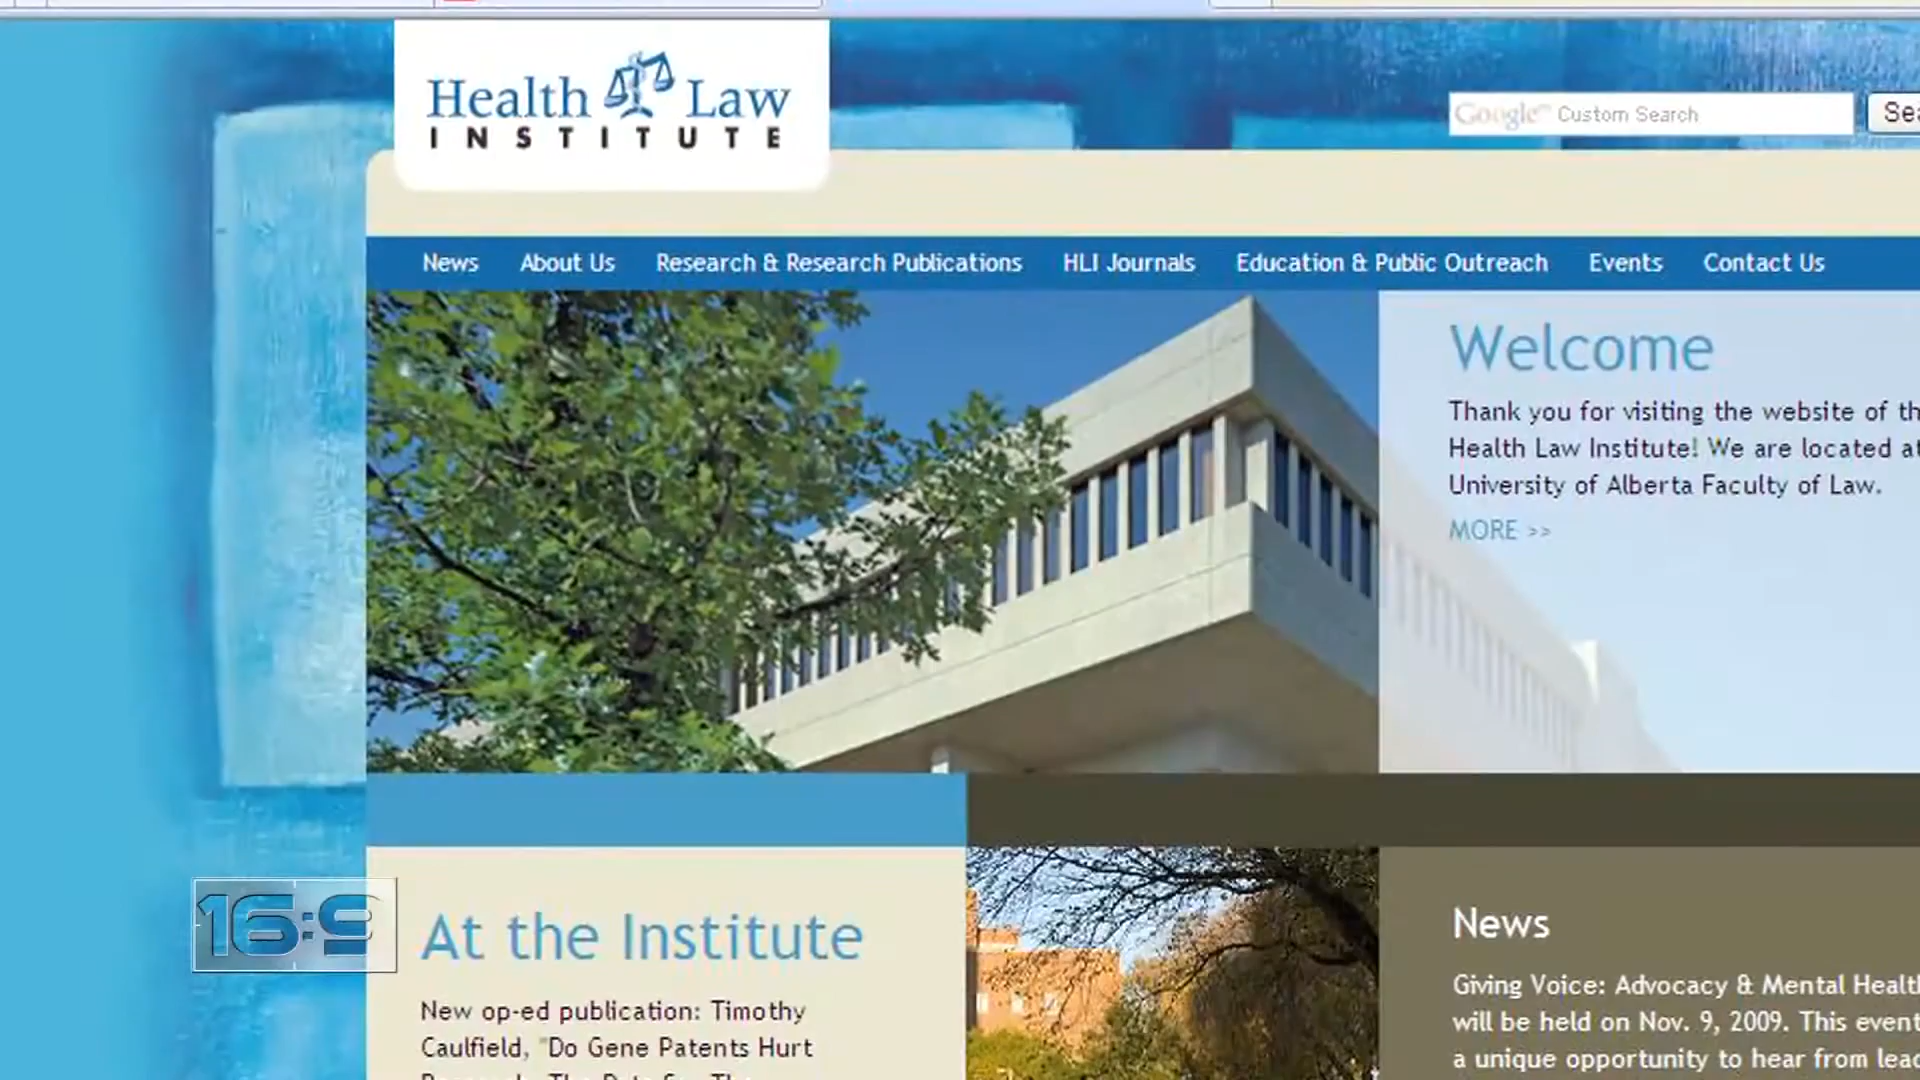 Health Law
INSTITUTE
Google™ Custom Search
News About Us Research & Research Publications HLI Journals Education & Public Outreach Events Contact Us
Welcome
Thank you for visiting the website of
Health Law Institute! We are located
University of Alberta Faculty of Law.
MORE >>
16:9
At the Institute
New op-ed publication: Timothy
Caulfield, "Do Gene Patents Hurt
News
Giving Voice: Advocacy & Mental Health
will be held on Nov. 9, 2009. This event
a unique opportunity to hear from